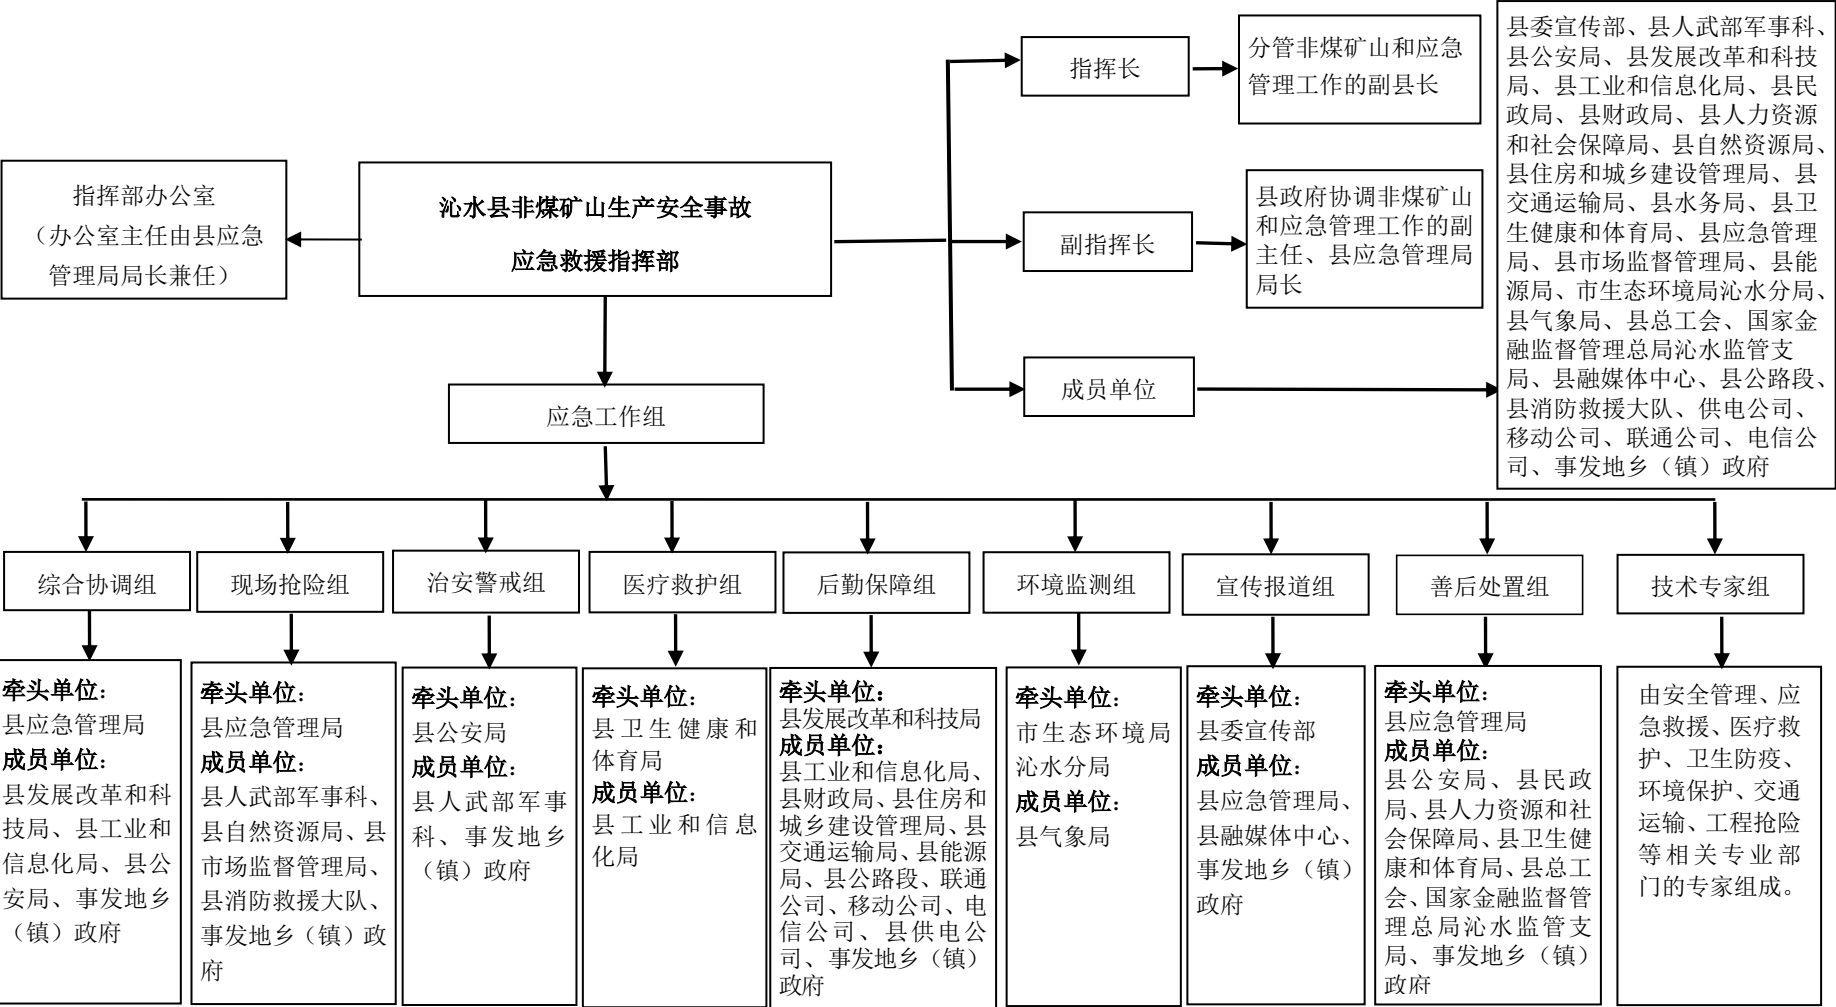 指挥部办公室
（办公室主任由县应急
管理局局长兼任）
沁水县非煤矿山生产安全事故
应急救援指挥部
指挥长
分管非煤矿山和应急
管理工作的副县长
副指挥长
县政府协调非煤矿山
和应急管理工作的副
主任、县应急管理局
局长
成员单位
县委宣传部、县人武部军事科、
县公安局、县发展改革和科技
局、县工业和信息化局、县民
政局、县财政局、县人力资源
和社会保障局、县自然资源局、
县住房和城乡建设管理局、县
交通运输局、县水务局、县卫
生健康和体育局、县应急管理
局、县市场监督管理局、县能
源局、市生态环境局沁水分局、
县气象局、县总工会、国家金
融监督管理总局沁水监管支
局、县融媒体中心、县公路段、
县消防救援大队、供电公司、
移动公司、联通公司、电信公
司、事发地乡（镇）政府
应急工作组
综合协调组
牵头单位：
县应急管理局
成员单位：
县发展改革和科
技局、县工业和
信息化局、县公
安局、事发地乡
（镇）政府
现场抢险组
牵头单位：
县应急管理局
成员单位：
县人武部军事科、
县自然资源局、县
市场监督管理局、
县消防救援大队、
事发地乡（镇）政
府
治安警戒组
牵头单位：
县公安局
成员单位：
县人武部军事
科、事发地乡
（镇）政府
医疗救护组
牵头单位：
县卫生健康和
体育局
成员单位：
县工业和信息
化局
后勤保障组
牵头单位：
县发展改革和科技局
成员单位：
县工业和信息化局、
县财政局、县住房和
城乡建设管理局、县
交通运输局、县能源
局、县公路段、联通
公司、移动公司、电
信公司、县供电公
司、事发地乡（镇）
政府
环境监测组
牵头单位：
市生态环境局
沁水分局
成员单位：
县气象局
宣传报道组
牵头单位：
县委宣传部
成员单位：
县应急管理局、
县融媒体中心、
事发地乡（镇）
政府
善后处置组
牵头单位：
县应急管理局
成员单位：
县公安局、县民政
局、县人力资源和社
会保障局、县卫生健
康和体育局、县总工
会、国家金融监督管
理总局沁水监管支
局、事发地乡（镇）
政府
技术专家组
由安全管理、应
急救援、医疗救
护、卫生防疫、
环境保护、交通
运输、工程抢险
等相关专业部
门的专家组成。